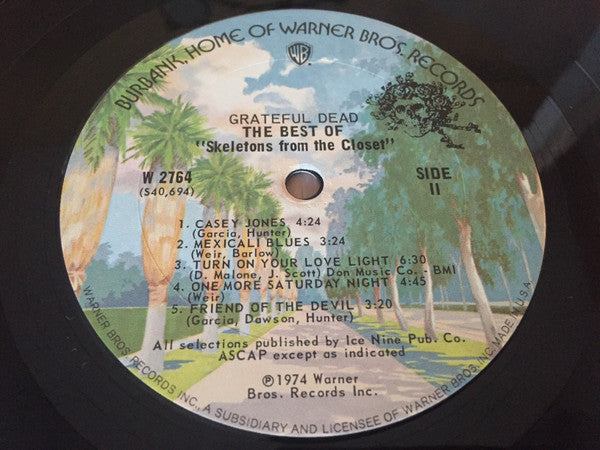 BURBANK, HOME OF WARNER BROS. RECORDS
WB
GRATEFUL DEAD
THE BEST OF
"Skeletons from the Closet"
W 2764
(S40,694)
SIDE
II
1. CASEY JONES 4:24
(Garcia, Hunter)
2. MEXICALI BLUES 3:24
(Weir, Barlow)
3. TURN ON YOUR LOVE LIGHT 6:30
(D. Malone, J. Scott) Don Music Co. - BMI
4. ONE MORE SATURDAY NIGHT 4:45
(Weir)
5. FRIEND OF THE DEVIL 3:20
(Garcia, Dawson, Hunter)
All selections published by Ice Nine Pub. Co.
ASCAP except as indicated
Ⓟ1974 Warner
Bros. Records Inc.
WARNER BROS. RECORDS INC., A SUBSIDIARY AND LICENSEE OF WARNER BROS. INC. MADE IN U.S.A.